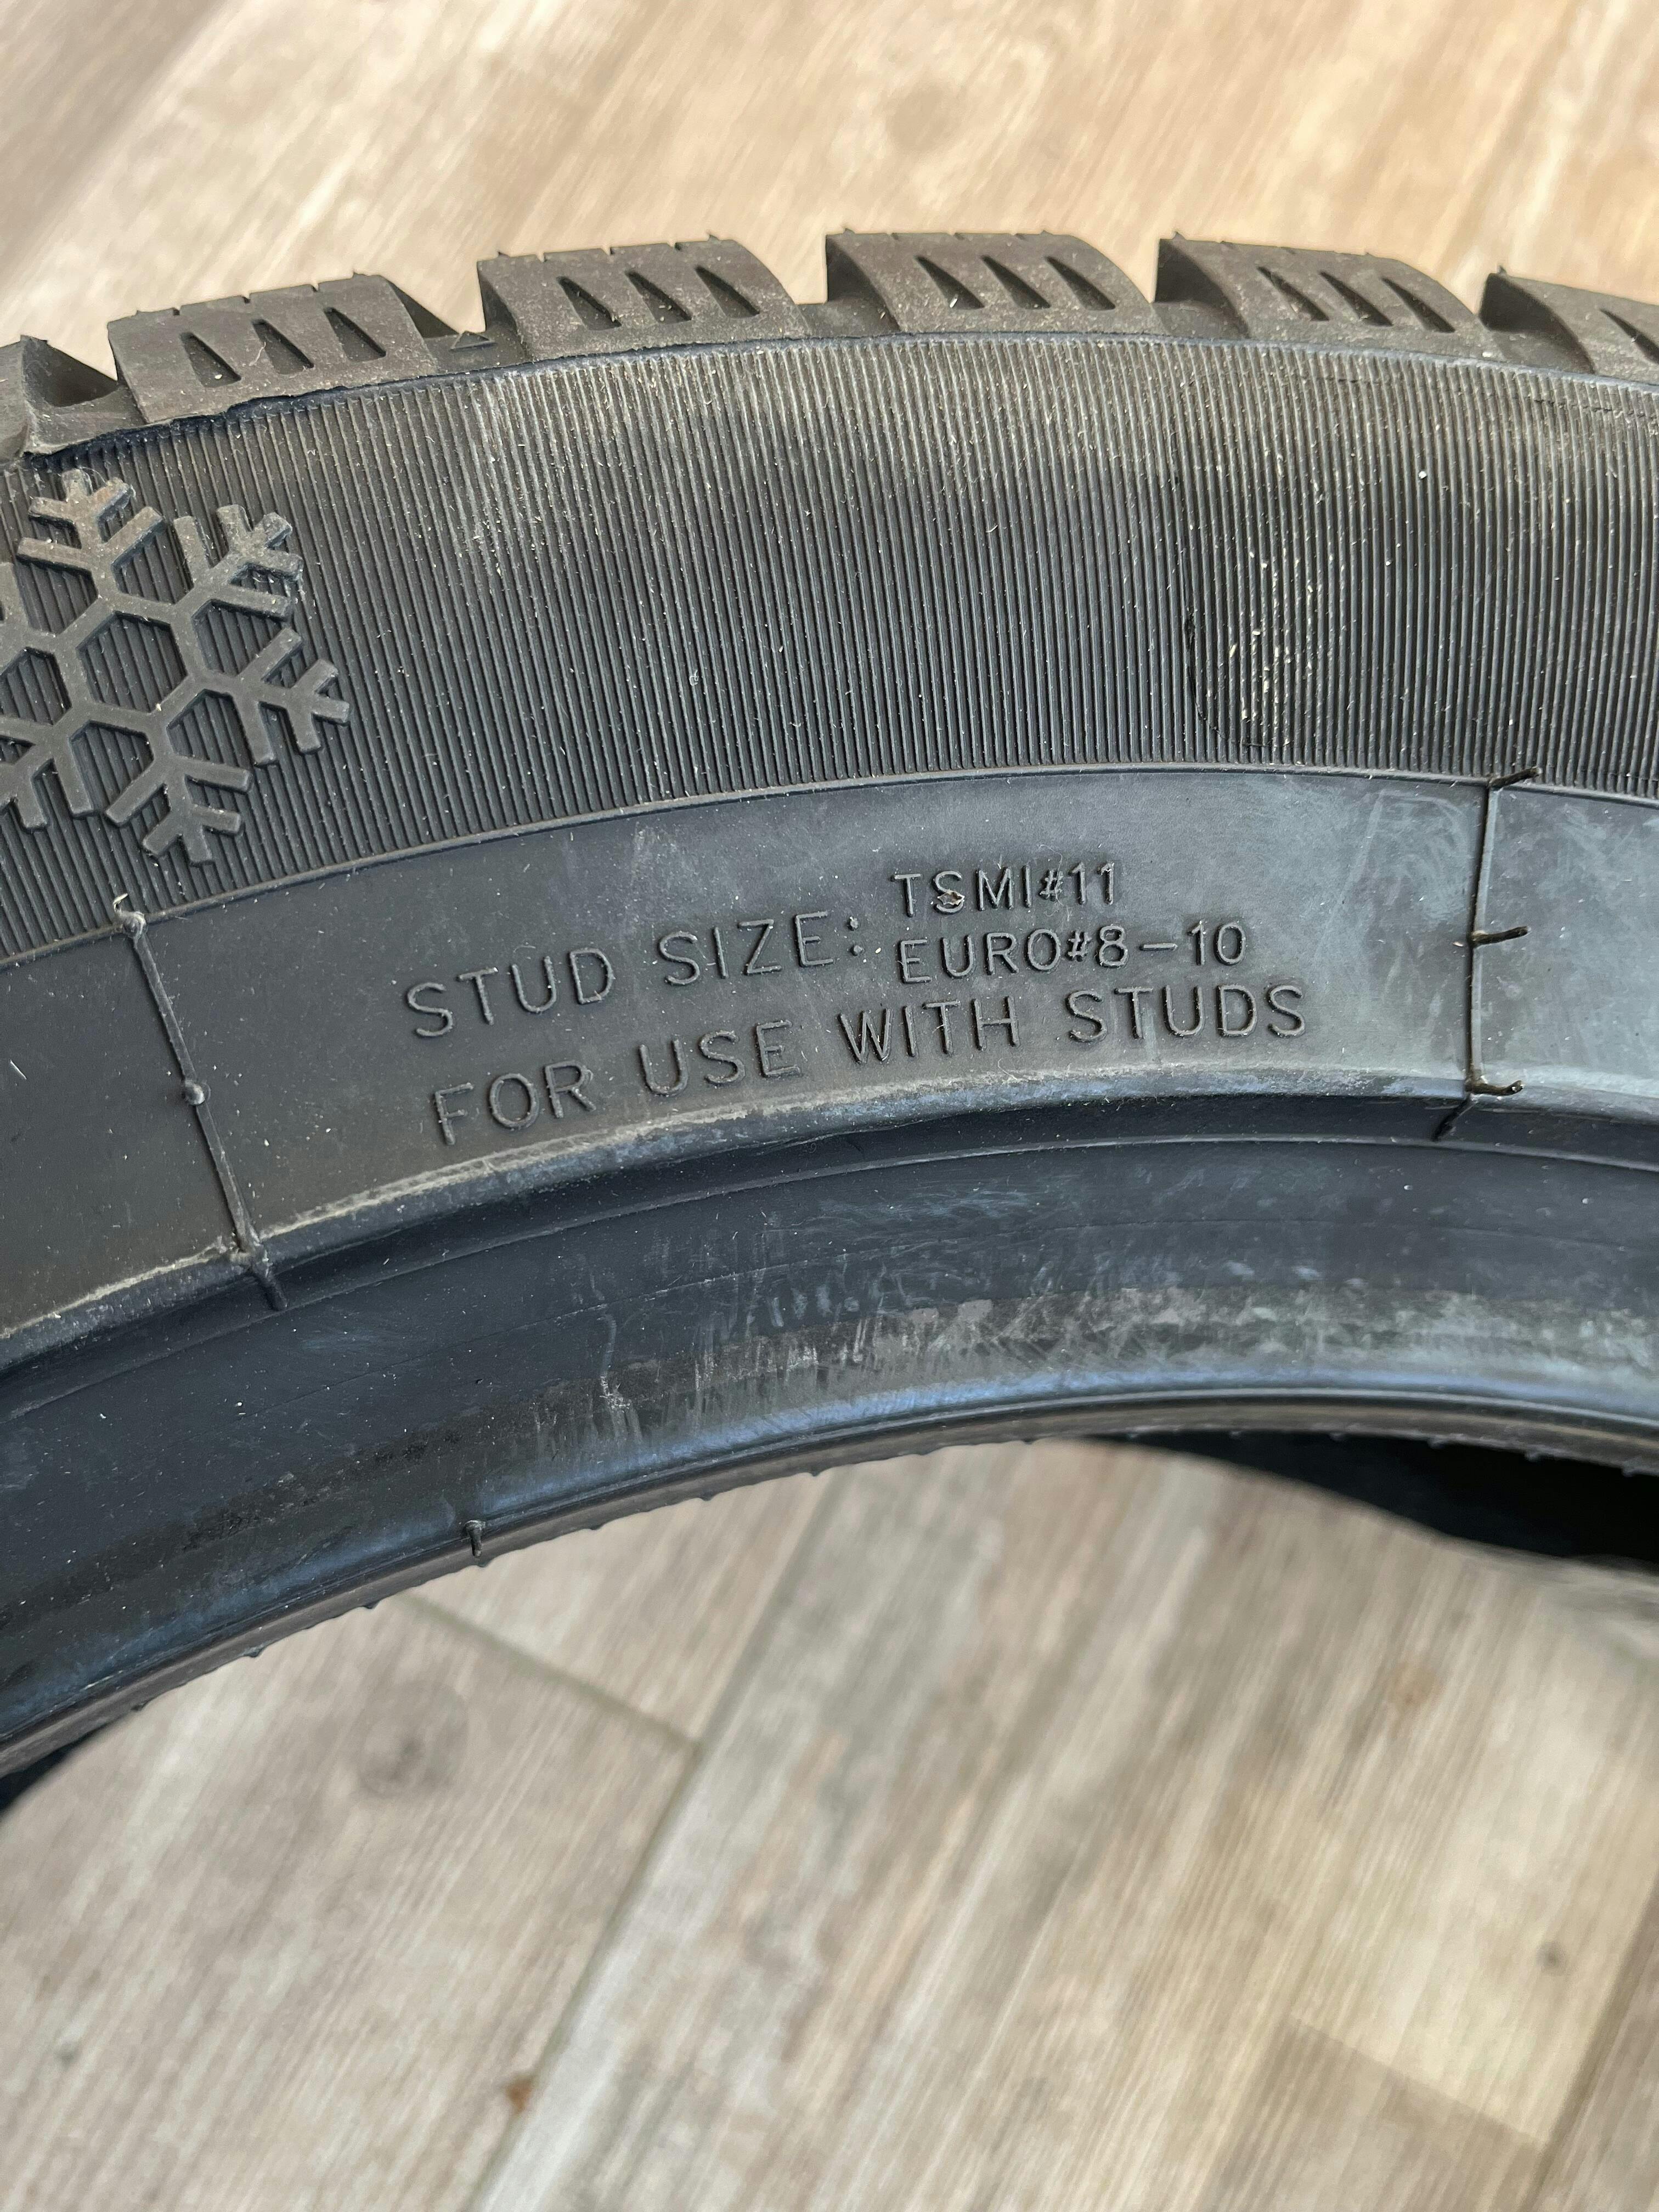 STUD SIZE: TSMI#11
EURO#8-10
FOR USE WITH STUDS